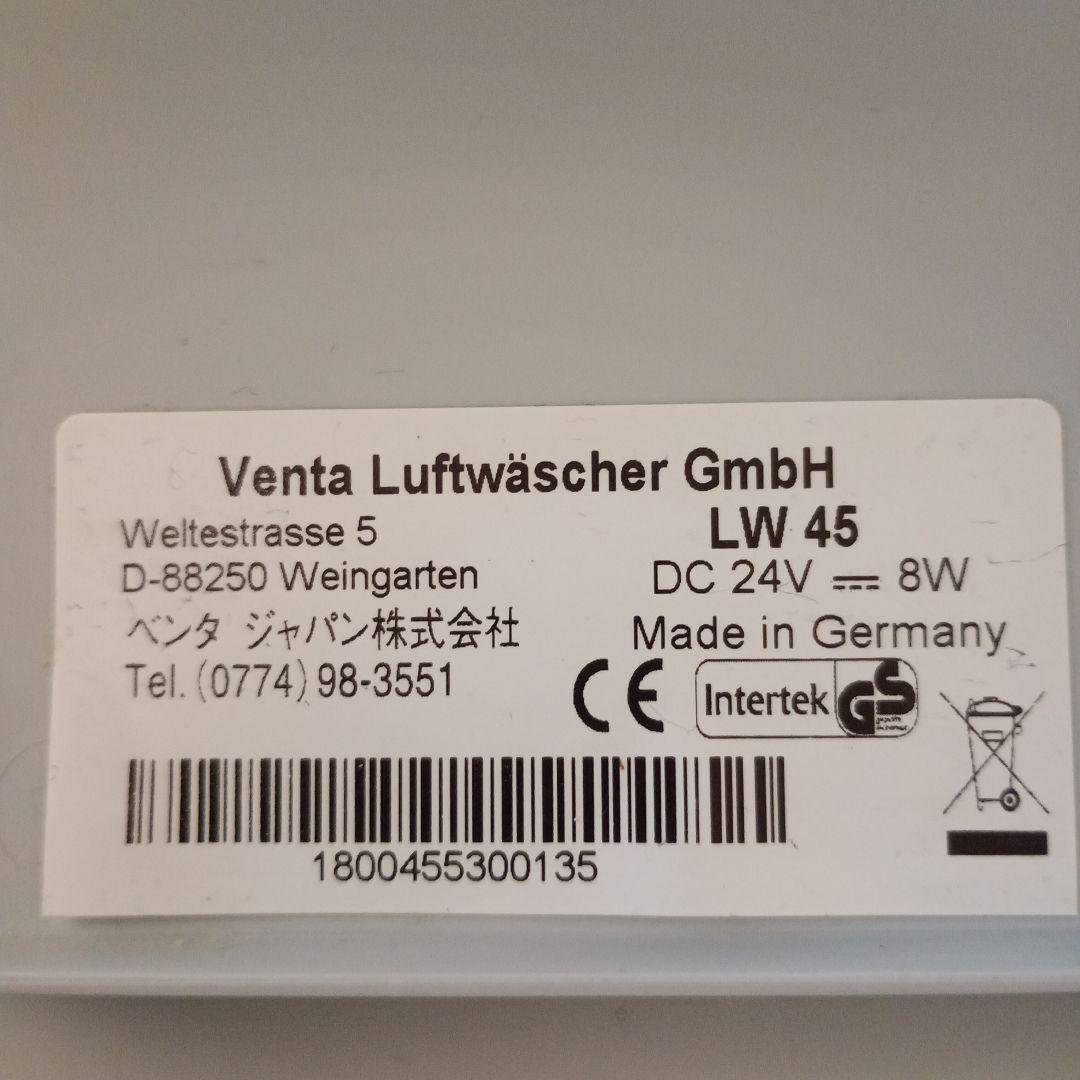 Venta Luftwäscher GmbH
Weltestrasse 5
LW 45
D-88250 Weingarten
DC 24V ⎓ 8W
ベンタ ジャパン株式会社
Made in Germany
Tel. (0774) 98-3551
CE
Intertek
GS
1800455300135